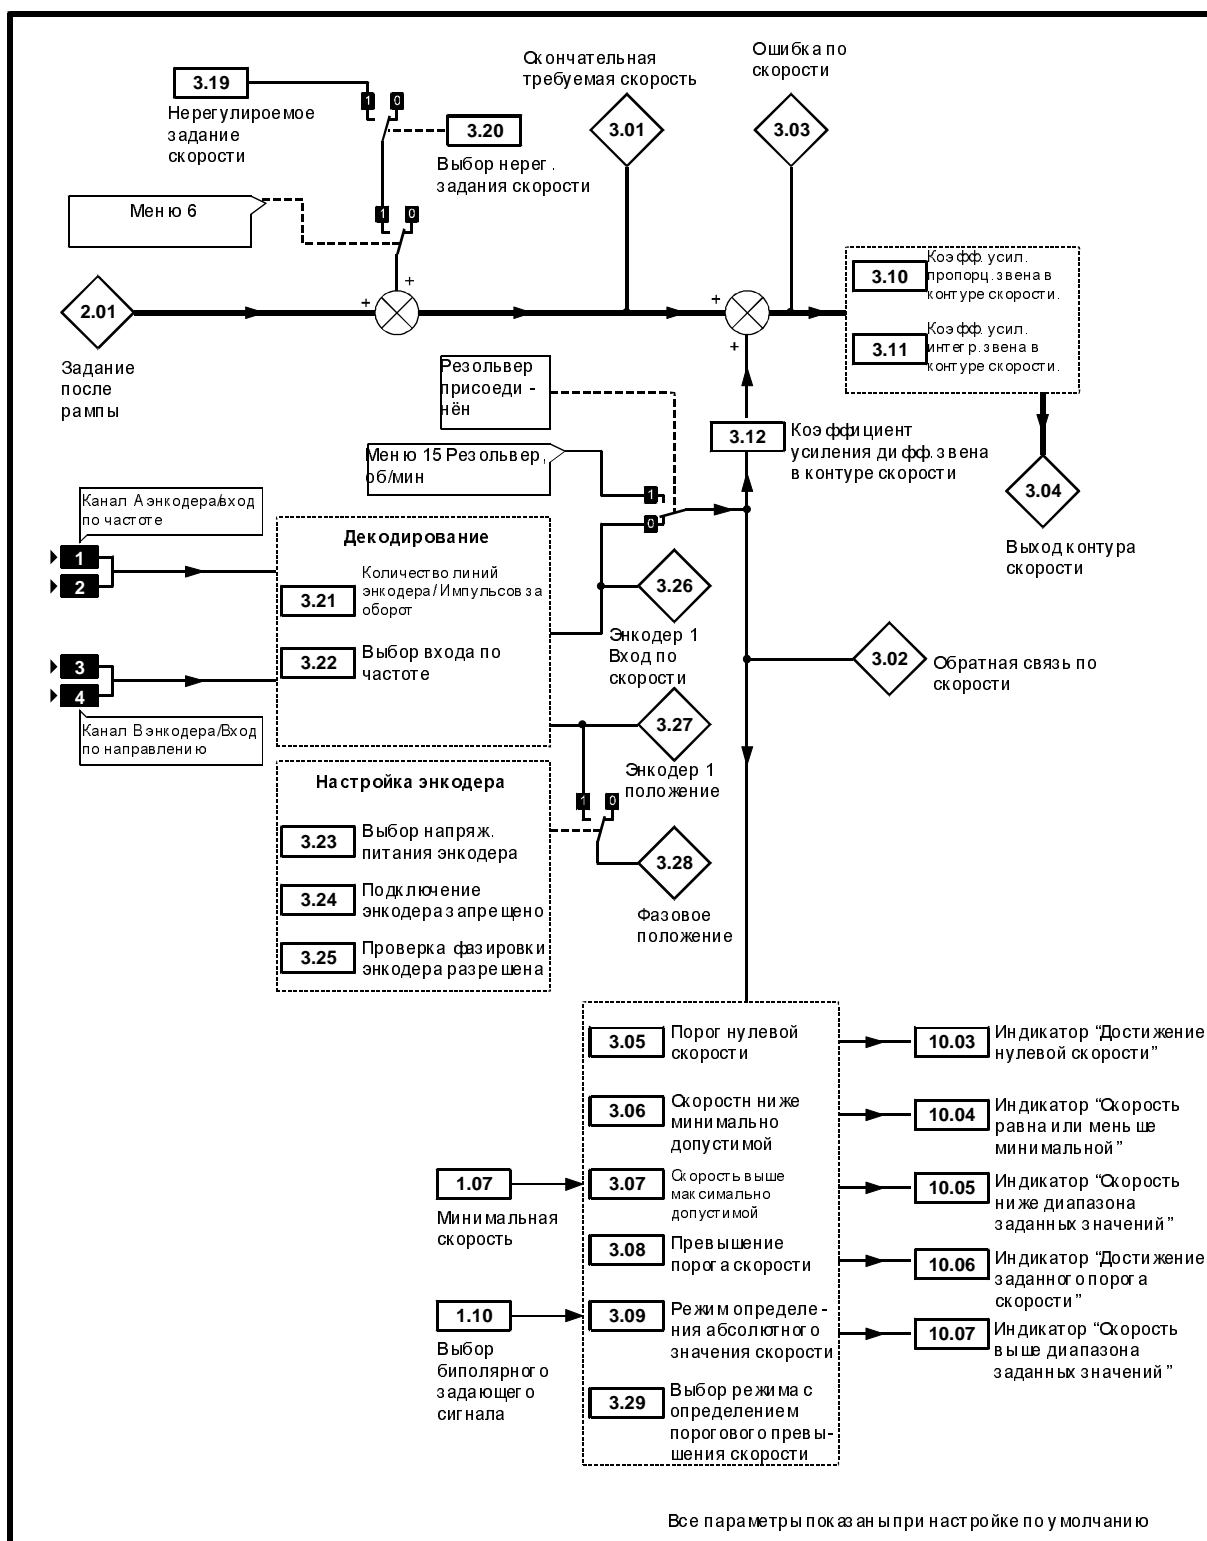 3.19
Нерегулироемое
задание
скорости
1 0
3.20
Выбор нерег.
задания скорости
Окончательная
требуемая скорость
3.01
Ошибка по
скорости
3.03
Меню 6
1 0
+
+
2.01
Задание
после
рампы
+
+
3.10
Коэфф. усил.
пропорц. звена в
контуре скорости.
3.11
Коэфф. усил.
интегр. звена в
контуре скорости.
Резольвер
присоеди -
нён
3.12
Коэффициент
усиления дифф. звена
в контуре скорости
Меню 15 Резольвер,
об/мин
1
0
3.04
Выход контура
скорости
Канал А энкодера/вход
по частоте
1
2
3
4
Канал В энкодера/Вход
по направлению
Декодирование
3.21
Количество линий
энкодера / Импульсов за
оборот
3.22
Выбор входа по
частоте
3.26
Энкодер 1
Вход по
скорости
3.02
Обратная связь по
скорости
3.27
Энкодер 1
положение
Настройка энкодера
3.23
Выбор напряж.
питания энкодера
3.24
Подключение
энкодера запрещено
3.25
Проверка фазировки
энкодера разрешена
1 0
3.28
Фазовое
положение
3.05
Порог нулевой
скорости
3.06
Скоростн ниже
минимально
допустимой
3.07
Скорость выше
максимально
допустимой
3.08
Превышение
порога скорости
3.09
Режим определе -
ния абсолютного
значения скорости
3.29
Выбор режима с
определением
порогового превы-
шения скорости
1.07
Минимальная
скорость
1.10
Выбор
биполярного
задающего
сигнала
10.03
Индикатор “Достижение
нулевой скорости”
10.04
Индикатор “Скорость
равна или меньше
минимальной”
10.05
Индикатор “Скорость
ниже диапазона
заданных значений”
10.06
Индикатор “Достижение
заданного порога
скорости”
10.07
Индикатор “Скорость
выше диапазона
заданных значений”
Все параметры показаны при настройке по умолчанию